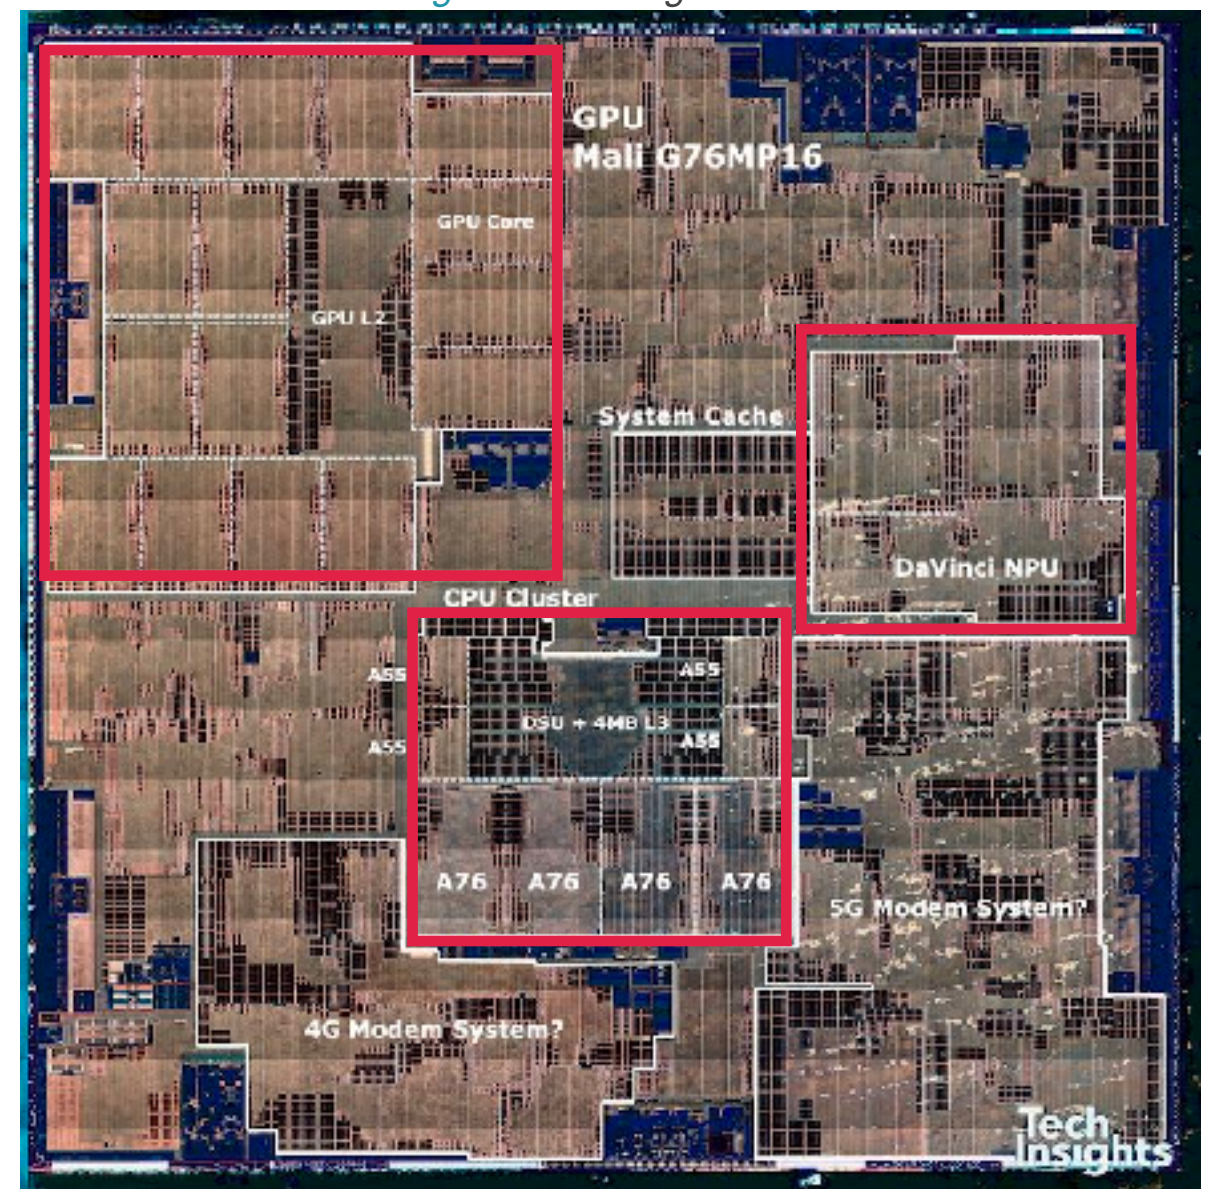 GPU
Mali G76MP16
GPU Core
GPU L2
System Cache
DaVinci NPU
CPU Cluster
A55
A55
DSU + 4MB L3
A55
A55
A76
A76
A76
A76
5G Modem System?
4G Modem System?
Tech
Insights